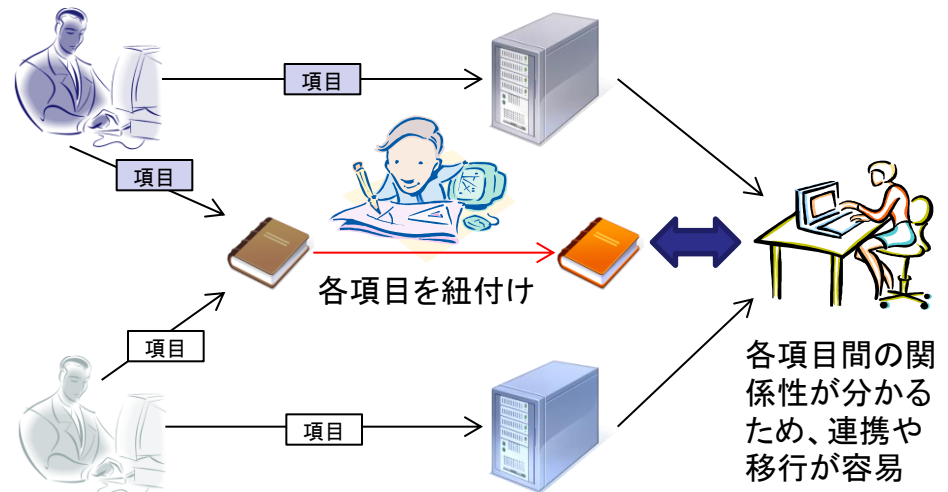 項目
項目
各項目を紐付け
項目
項目
各項目間の関
係性が分かる
ため、連携や
移行が容易